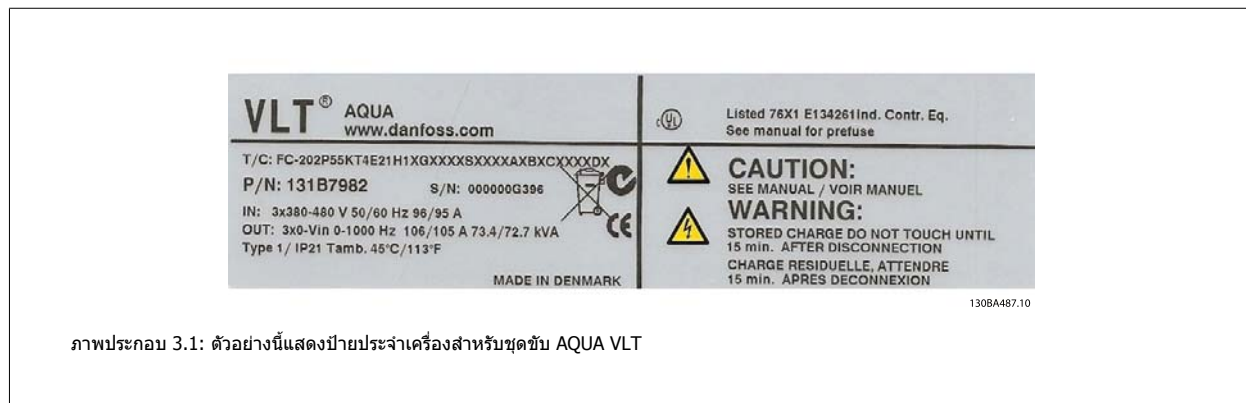 VLT® AQUA
www.danfoss.com
T/C: FC-202P55KT4E21H1XGXXXXSXXXXAXBXCXXXXDX
P/N: 131B7982 S/N: 000000G396
IN: 3x380-480 V 50/60 Hz 96/95 A
OUT: 3x0-Vin 0-1000 Hz 106/105 A 73.4/72.7 kVA
Type 1/ IP21 Tamb. 45°C/113°F
MADE IN DENMARK
CE
c UL Listed 76X1 E134261Ind. Contr. Eq.
See manual for prefuse
CAUTION:
SEE MANUAL / VOIR MANUEL
WARNING:
STORED CHARGE DO NOT TOUCH UNTIL
15 min. AFTER DISCONNECTION
CHARGE RESIDUELLE, ATTENDRE
15 min. APRES DECONNEXION
130BA487.10
ภาพประกอบ 3.1: ตัวอย่างนี้แสดงป้ายประจำเครื่องสำหรับชุดขับ AQUA VLT